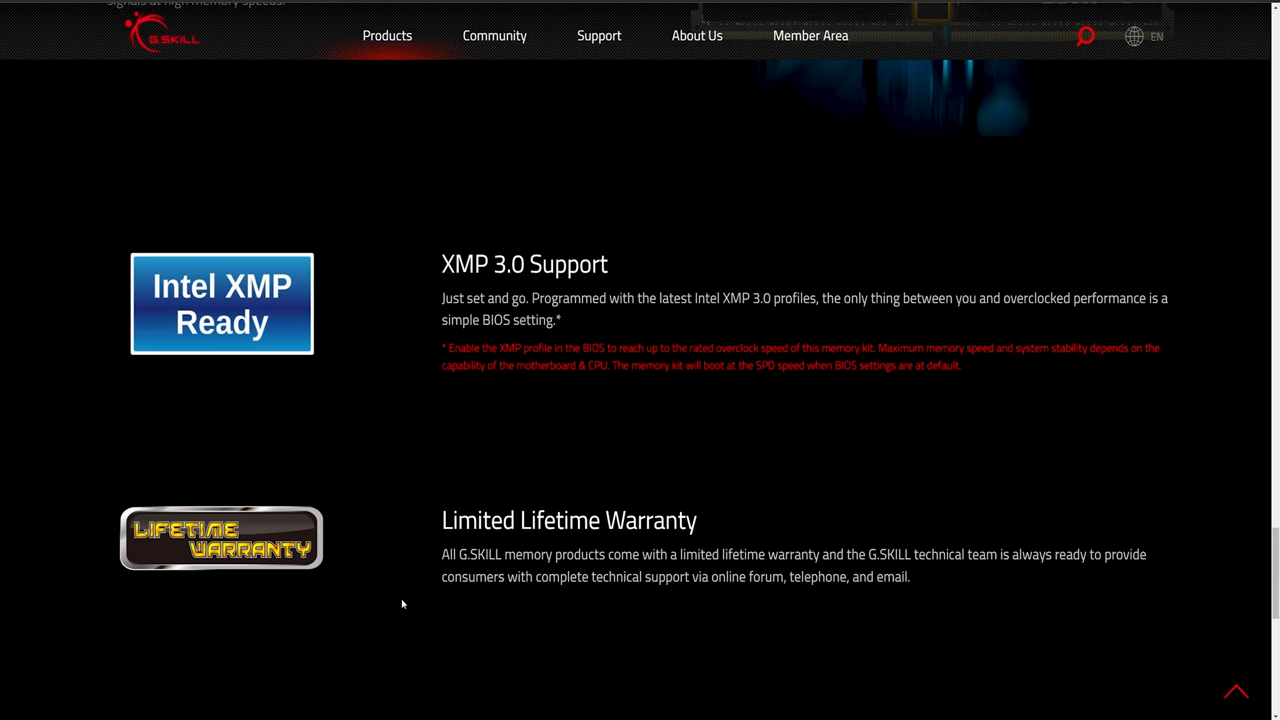 signals at high memory speeds.
G.SKILL
Products
Community
Support
About Us
Member Area
EN
Intel XMP
Ready
XMP 3.0 Support
Just set and go. Programmed with the latest Intel XMP 3.0 profiles, the only thing between you and overclocked performance is a
simple BIOS setting.*
* Enable the XMP profile in the BIOS to reach up to the rated overclock speed of this memory kit. Maximum memory speed and system stability depends on the
capability of the motherboard & CPU. The memory kit will boot at the SPD speed when BIOS settings are at default.
LIFETIME
WARRANTY
Limited Lifetime Warranty
All G.SKILL memory products come with a limited lifetime warranty and the G.SKILL technical team is always ready to provide
consumers with complete technical support via online forum, telephone, and email.